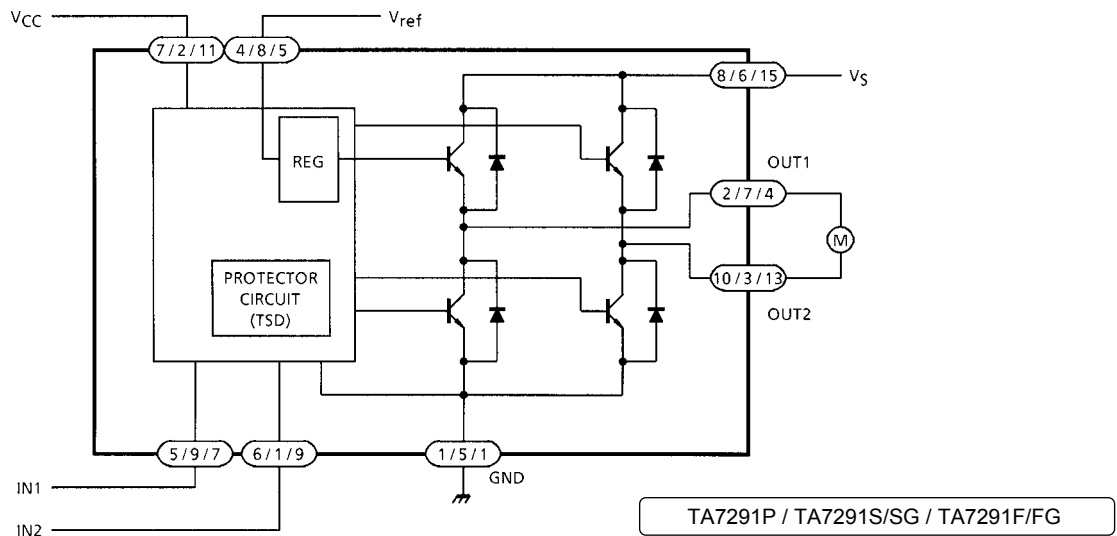 VCC
Vref
7 / 2 / 11
4 / 8 / 5
8 / 6 / 15
VS
REG
OUT1
2 / 7 / 4
M
PROTECTOR
CIRCUIT
(TSD)
10 / 3 / 13
OUT2
5 / 9 / 7
6 / 1 / 9
1 / 5 / 1
GND
IN1
IN2
TA7291P / TA7291S/SG / TA7291F/FG